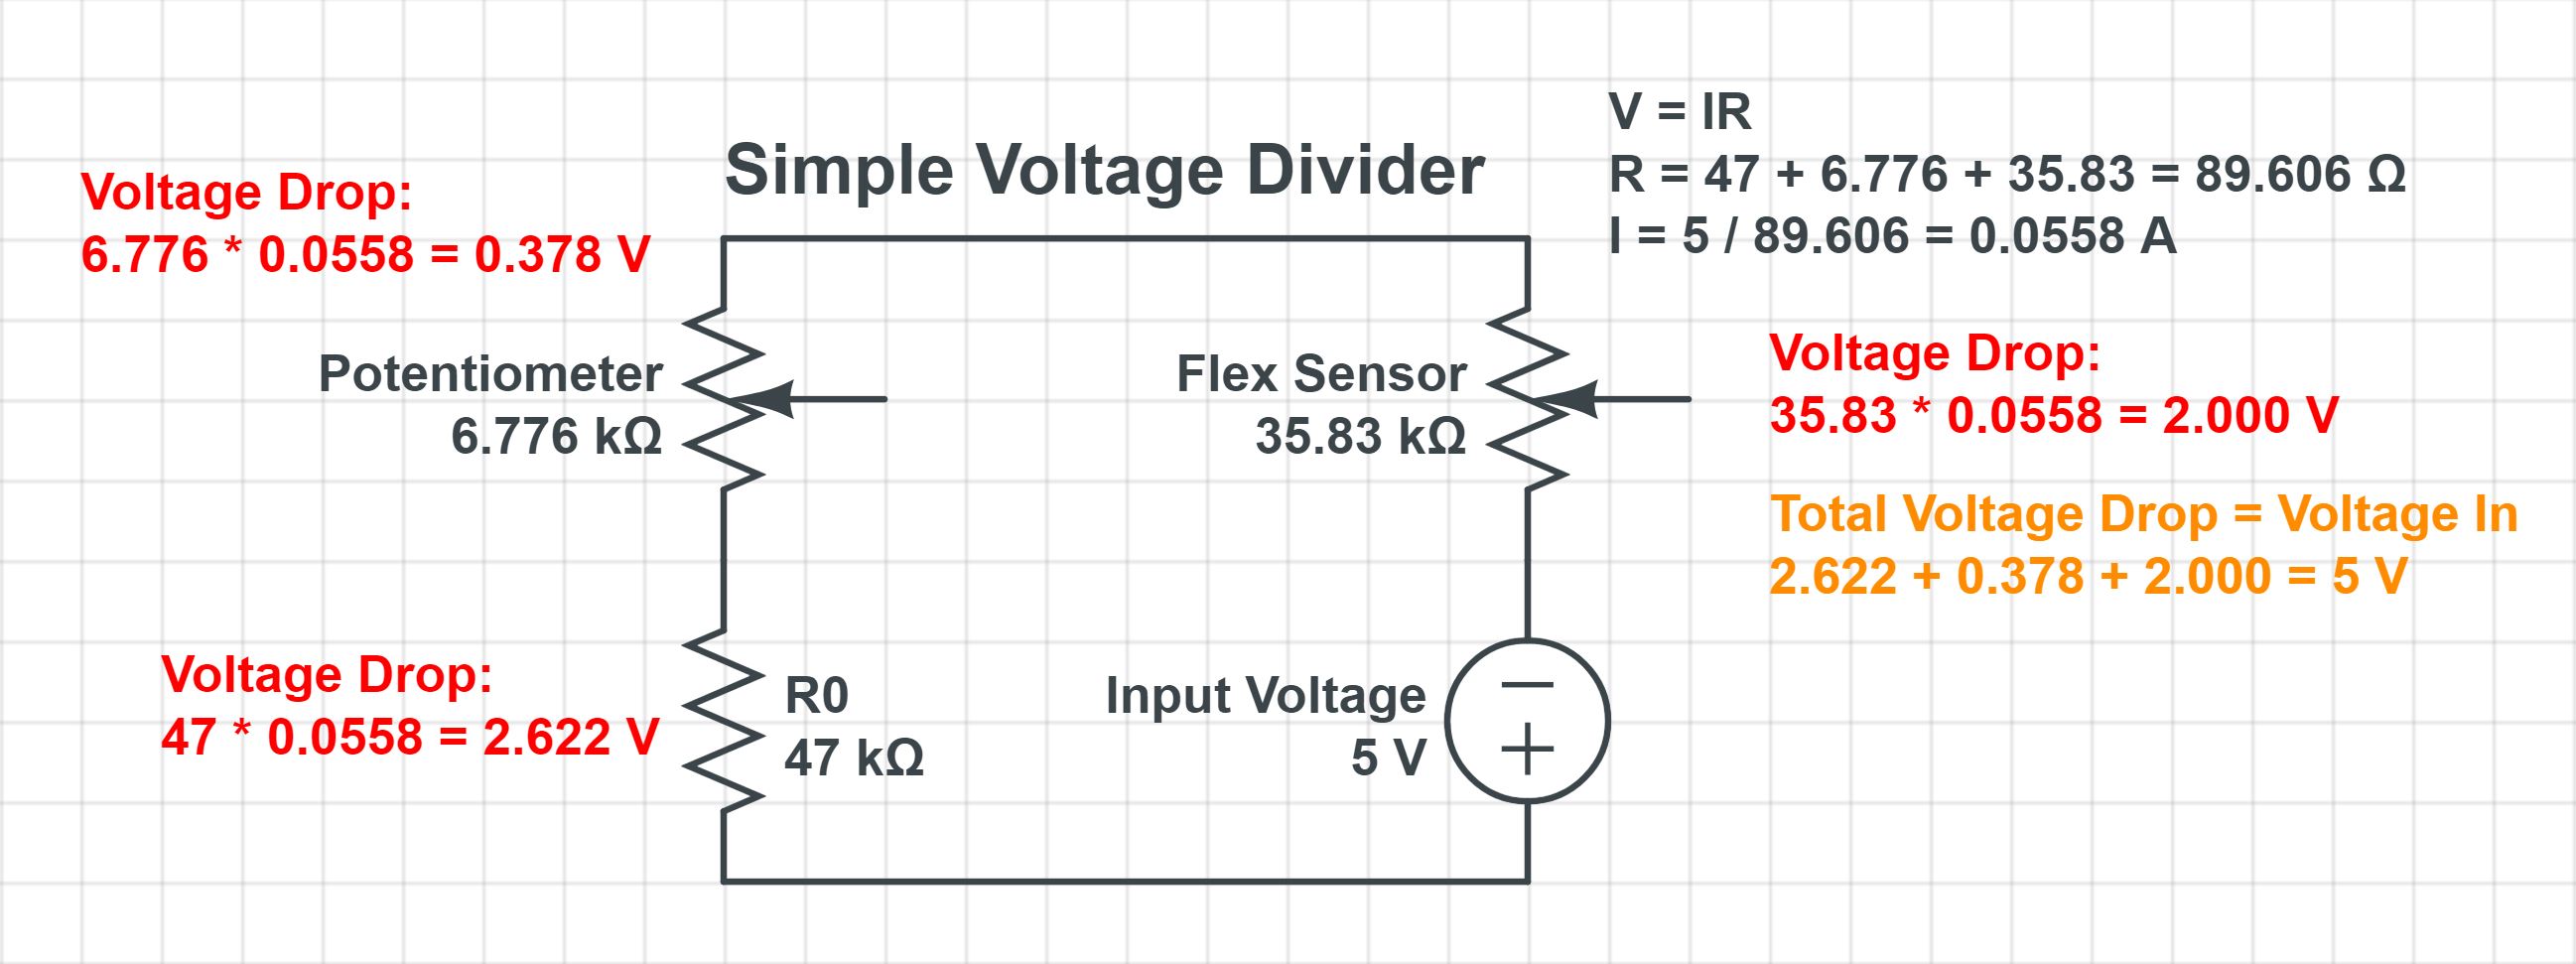 Simple Voltage Divider
V = IR
R = 47 + 6.776 + 35.83 = 89.606 Ω
I = 5 / 89.606 = 0.0558 A
Voltage Drop:
6.776 * 0.0558 = 0.378 V
Potentiometer
6.776 kΩ
Flex Sensor
35.83 kΩ
Voltage Drop:
35.83 * 0.0558 = 2.000 V
Total Voltage Drop = Voltage In
2.622 + 0.378 + 2.000 = 5 V
Voltage Drop:
47 * 0.0558 = 2.622 V
R0
47 kΩ
Input Voltage
5 V